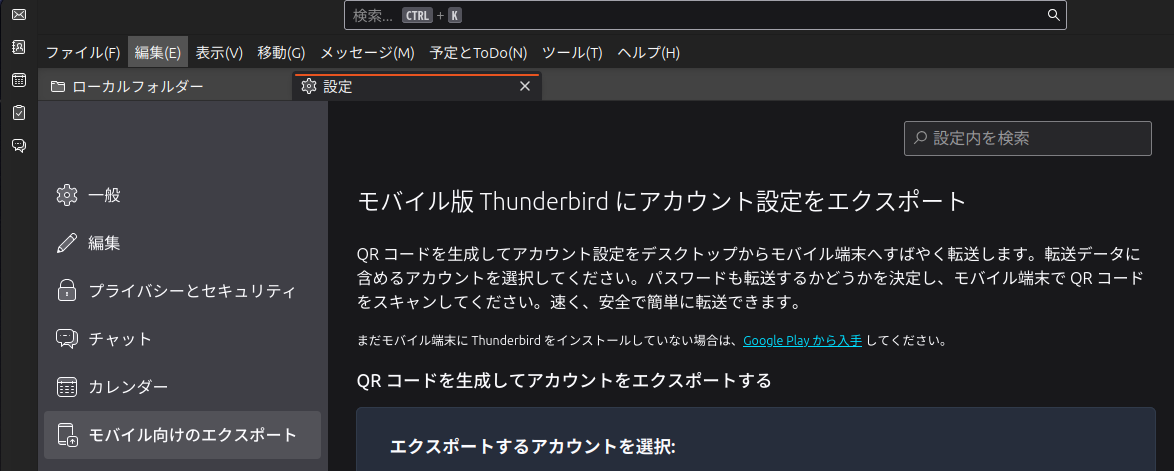 検索... CTRL + K
ファイル(F) 編集(E) 表示(V) 移動(G) メッセージ(M) 予定とToDo(N) ツール(T) ヘルプ(H)
ローカルフォルダー 設定
設定内を検索
一般
編集
プライバシーとセキュリティ
チャット
カレンダー
モバイル向けのエクスポート
モバイル版 Thunderbird にアカウント設定をエクスポート
QR コードを生成してアカウント設定をデスクトップからモバイル端末へすばやく転送します。転送データに
含めるアカウントを選択してください。パスワードも転送するかどうかを決定し、モバイル端末で QR コード
をスキャンしてください。速く、安全で簡単に転送できます。
まだモバイル端末に Thunderbird をインストールしていない場合は、Google Play から入手 してください。
QR コードを生成してアカウントをエクスポートする
エクスポートするアカウントを選択: